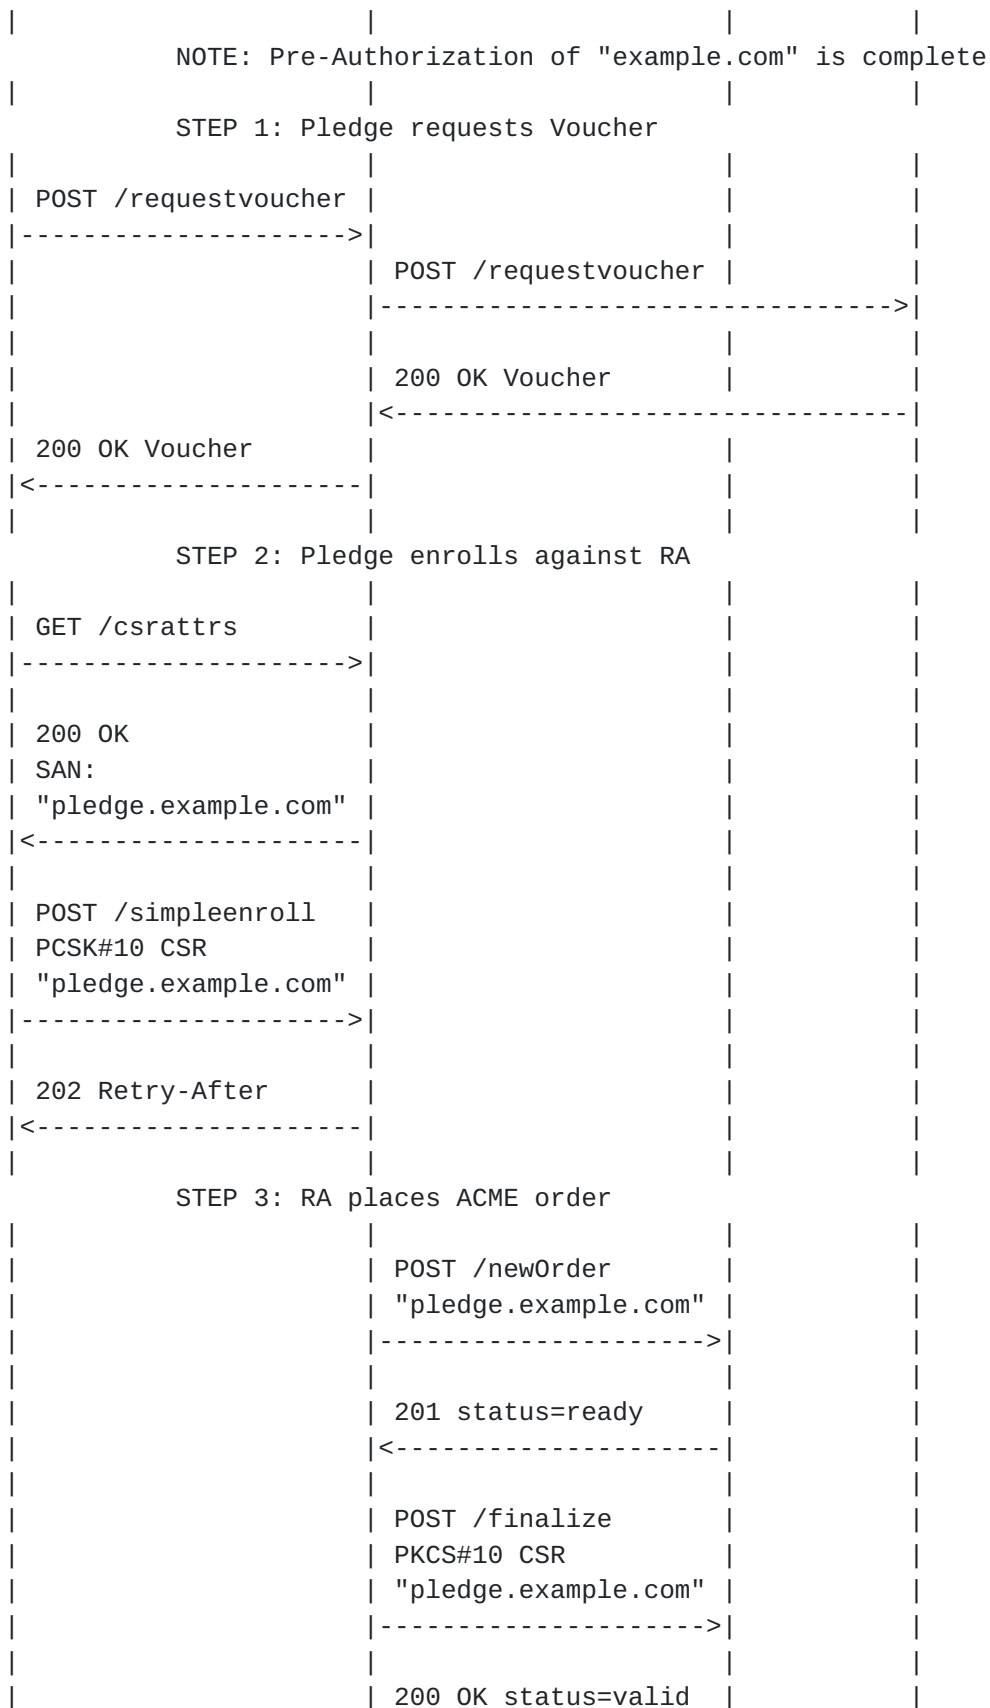 |                      |                       |           |
           NOTE: Pre-Authorization of "example.com" is complete
|                      |                       |           |
           STEP 1: Pledge requests Voucher
|                      |                       |           |
| POST /requestvoucher |                       |           |
|--------------------->|                       |           |
|                      | POST /requestvoucher |           |
|                      |--------------------------------->|
|                      |                       |           |
|                      | 200 OK Voucher       |           |
|                      |<---------------------------------|
| 200 OK Voucher       |                       |           |
|<---------------------|                       |           |
|                      |                       |           |
           STEP 2: Pledge enrolls against RA
|                      |                       |           |
| GET /csrattrs        |                       |           |
|--------------------->|                       |           |
|                      |                       |           |
| 200 OK               |                       |           |
| SAN:                 |                       |           |
| "pledge.example.com" |                       |           |
|<---------------------|                       |           |
|                      |                       |           |
| POST /simpleenroll   |                       |           |
| PCSK#10 CSR          |                       |           |
| "pledge.example.com" |                       |           |
|--------------------->|                       |           |
|                      |                       |           |
| 202 Retry-After      |                       |           |
|<---------------------|                       |           |
|                      |                       |           |
           STEP 3: RA places ACME order
|                      |                       |           |
|                      | POST /newOrder       |           |
|                      | "pledge.example.com" |           |
|                      |--------------------->|           |
|                      |                       |           |
|                      | 201 status=ready     |           |
|                      |<---------------------|           |
|                      |                       |           |
|                      | POST /finalize       |           |
|                      | PKCS#10 CSR          |           |
|                      | "pledge.example.com" |           |
|                      |--------------------->|           |
|                      |                       |           |
|                      | 200 OK status=valid  |           |